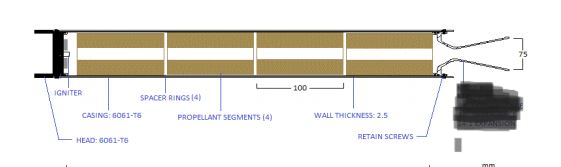 75
IGNITER
100
SPACER RINGS (4)
CASING: 6061-T6
PROPELLANT SEGMENTS (4)
WALL THICKNESS: 2.5
RETAIN SCREWS
HEAD: 6061-T6
mm